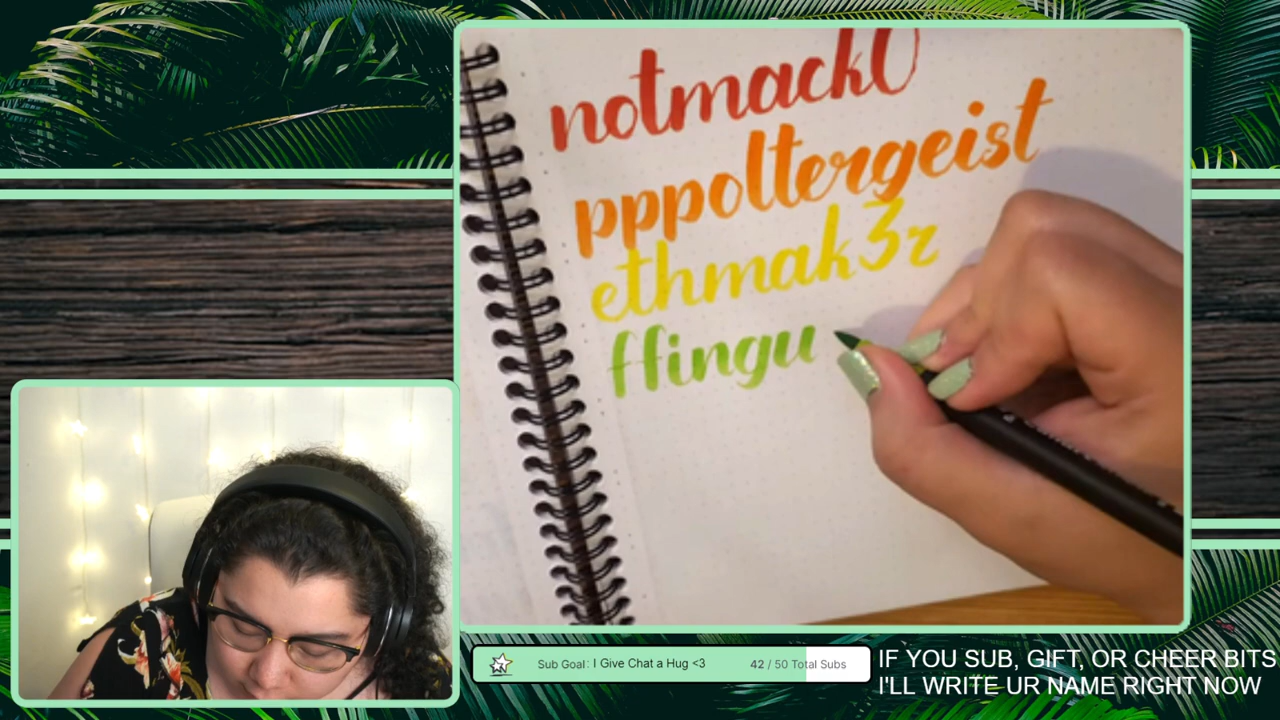 notmack0
pppoltergeist
ethmak3r
ffingu
Sub Goal: I Give Chat a Hug <3 42 / 50 Total Subs
IF YOU SUB, GIFT, OR CHEER BITS
I'LL WRITE UR NAME RIGHT NOW